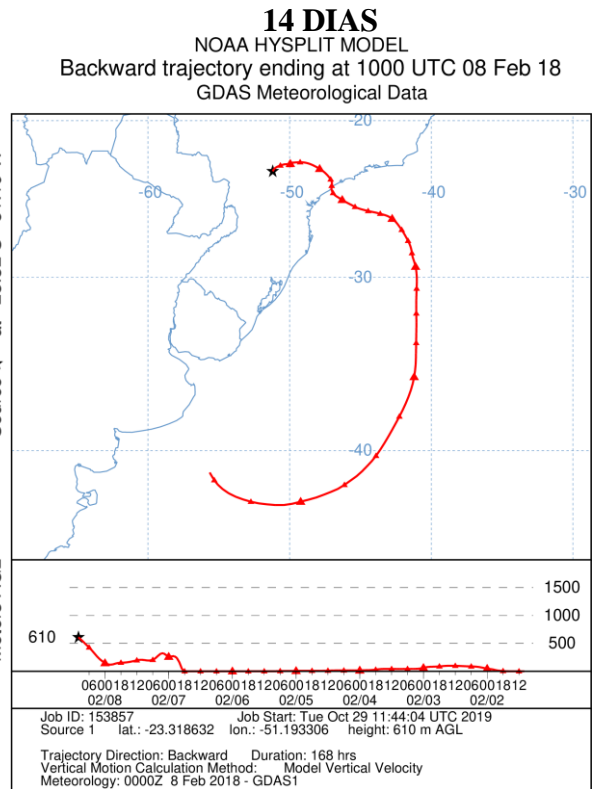 14 DIAS
NOAA HYSPLIT MODEL
Backward trajectory ending at 1000 UTC 08 Feb 18
GDAS Meteorological Data
-20
-60 -50 -40 -30
-30
-40
1500
1000
610 500
06001812060018120600181206001812060018120600181206001812
02/08 02/07 02/06 02/05 02/04 02/03 02/02
Job ID: 153857 Job Start: Tue Oct 29 11:44:04 UTC 2019
Source 1 lat.: -23.318632 lon.: -51.193306 height: 610 m AGL
Trajectory Direction: Backward Duration: 168 hrs
Vertical Motion Calculation Method: Model Vertical Velocity
Meteorology: 0000Z 8 Feb 2018 - GDAS1